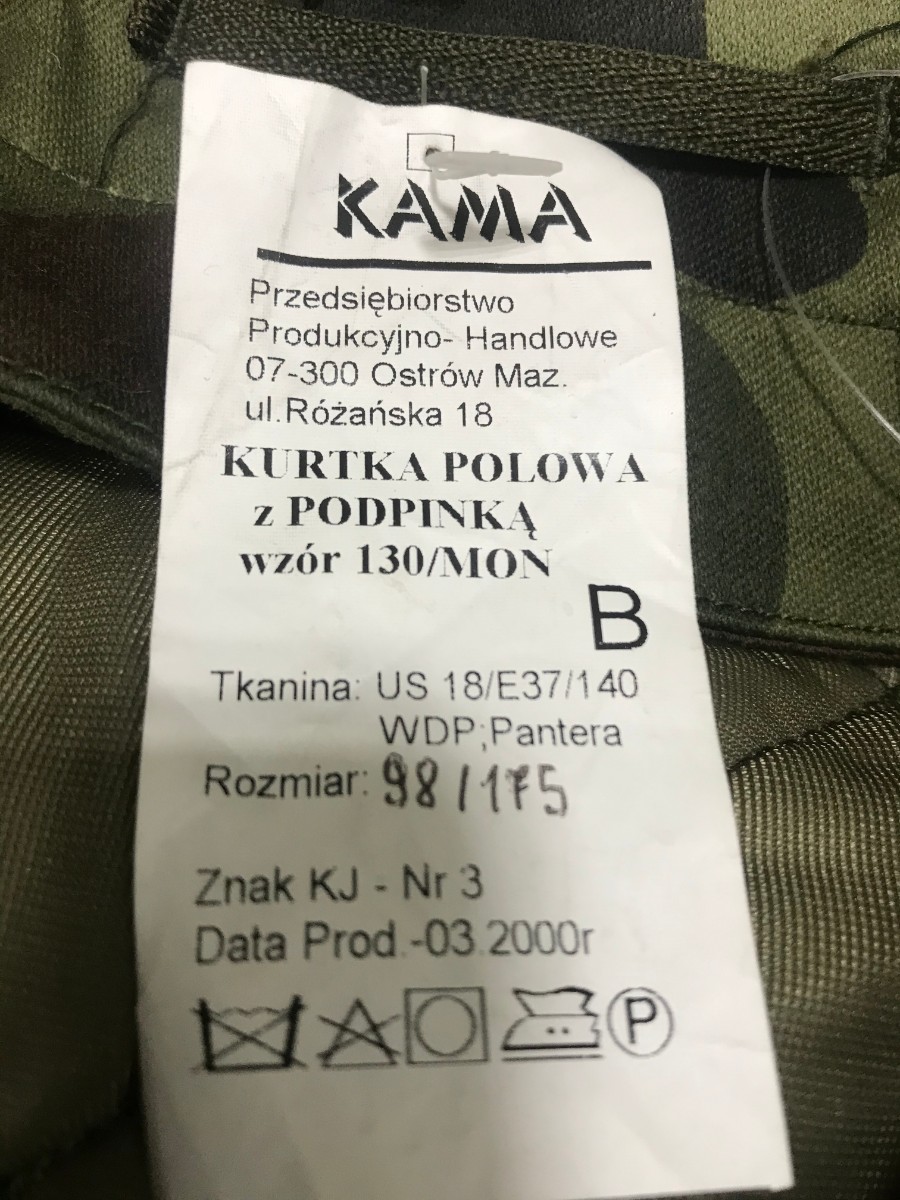 KAMA
Przedsiębiorstwo
Produkcyjno- Handlowe
07-300 Ostrów Maz.
ul.Różańska 18
KURTKA POLOWA
z PODPINKĄ
wzór 130/MON
B
Tkanina: US 18/E37/140
WDP;Pantera
Rozmiar: 98/175
Znak KJ - Nr 3
Data Prod.-03.2000r
P